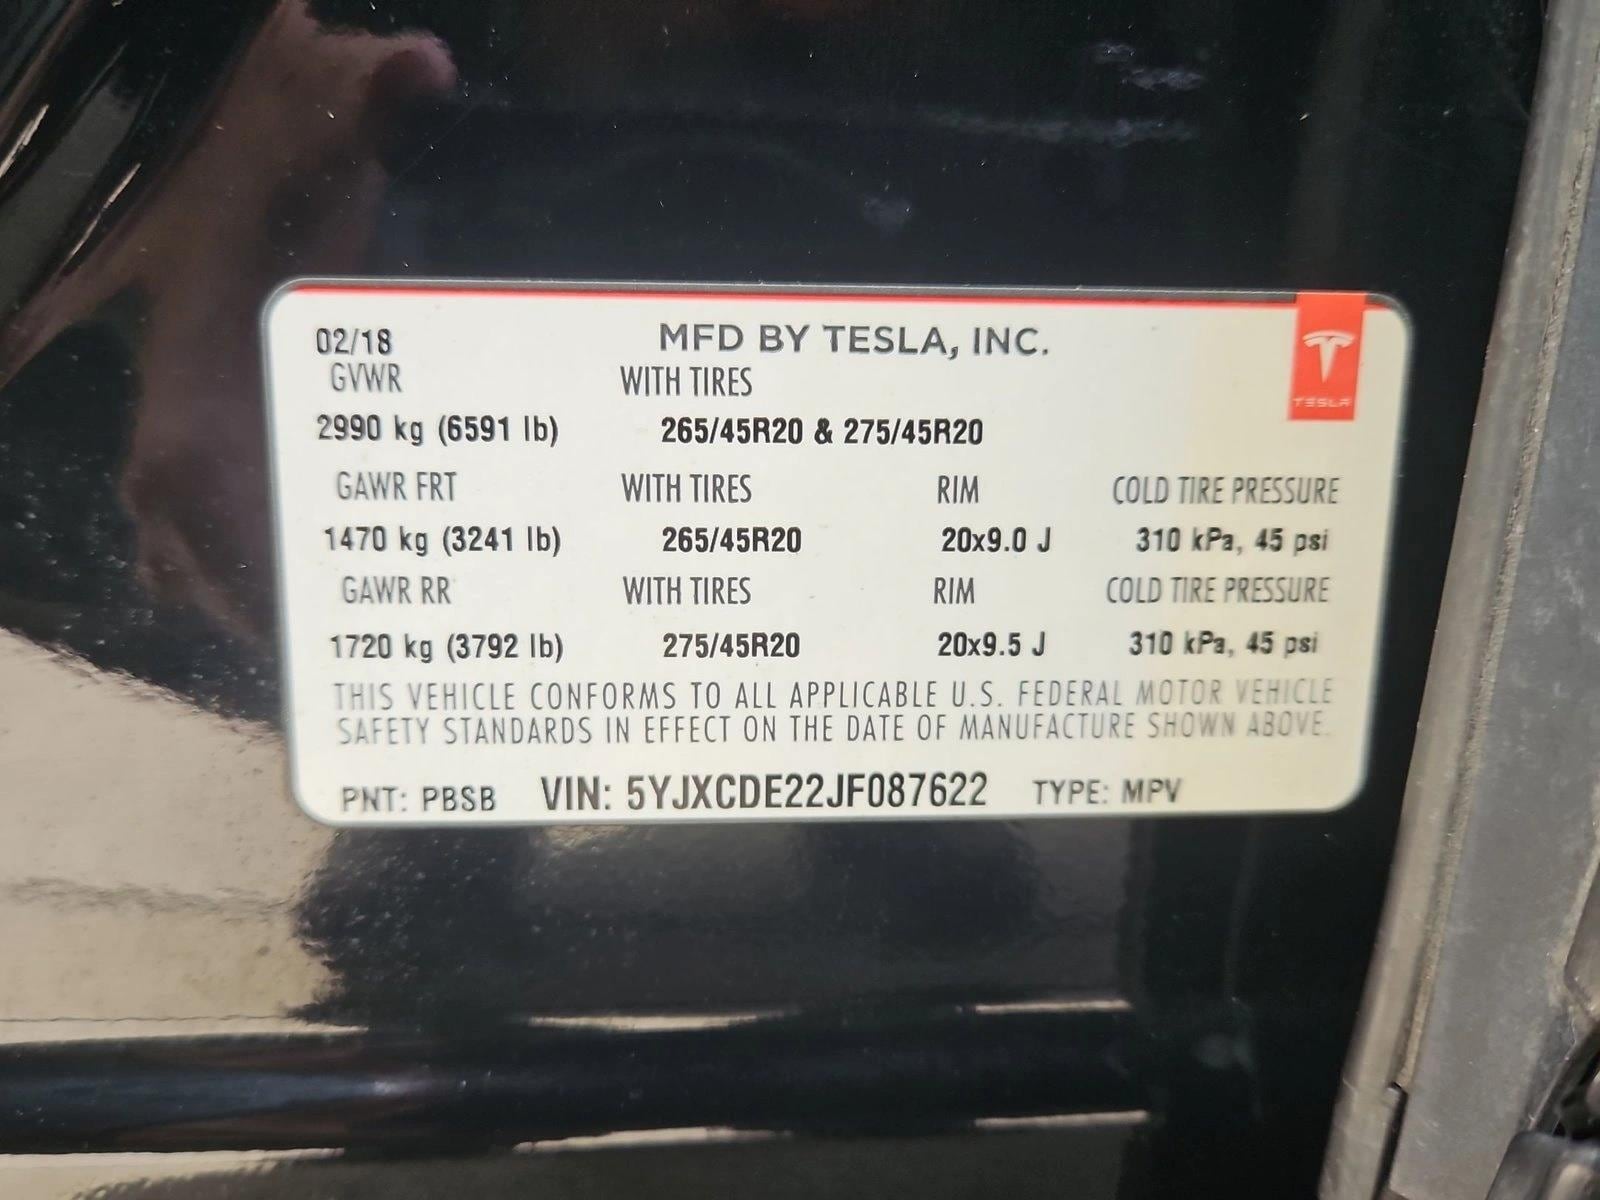 02/18 MFD BY TESLA, INC.
TESLA
GVWR WITH TIRES
2990 kg (6591 lb) 265/45R20 & 275/45R20
GAWR FRT WITH TIRES RIM COLD TIRE PRESSURE
1470 kg (3241 lb) 265/45R20 20x9.0 J 310 kPa, 45 psi
GAWR RR WITH TIRES RIM COLD TIRE PRESSURE
1720 kg (3792 lb) 275/45R20 20x9.5 J 310 kPa, 45 psi
THIS VEHICLE CONFORMS TO ALL APPLICABLE U.S. FEDERAL MOTOR VEHICLE
SAFETY STANDARDS IN EFFECT ON THE DATE OF MANUFACTURE SHOWN ABOVE.
PNT: PBSB VIN: 5YJXCDE22JF087622 TYPE: MPV